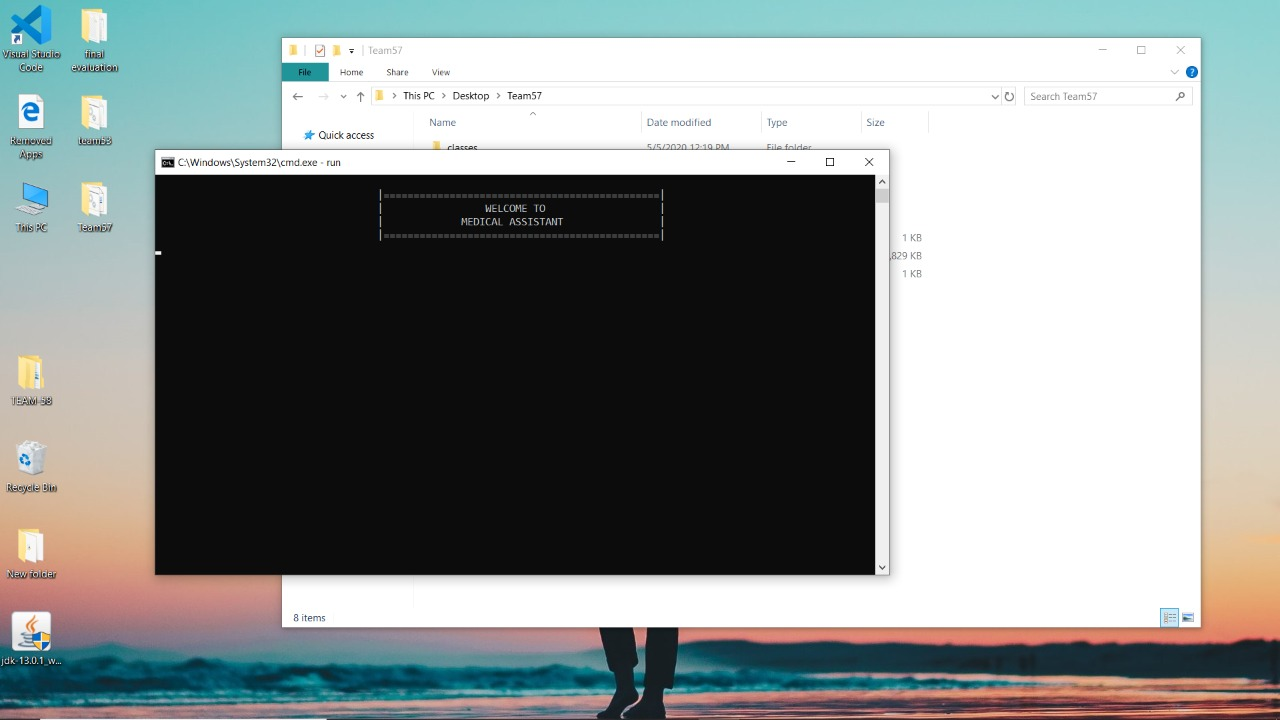 Visual Studio
Code
final
evaluation
Removed
Apps
team53
This PC
Team57
TEAM-58
Recycle Bin
New folder
jdk-13.0.1_w...
Team57
File Home Share View
This PC Desktop Team57
Search Team57
Name Date modified Type Size
Quick access
classes 5/5/2020 12:19 PM File folder
C:\Windows\System32\cmd.exe - run
|==============================================|
WELCOME TO
MEDICAL ASSISTANT
|==============================================|
1 KB
,829 KB
1 KB
8 items